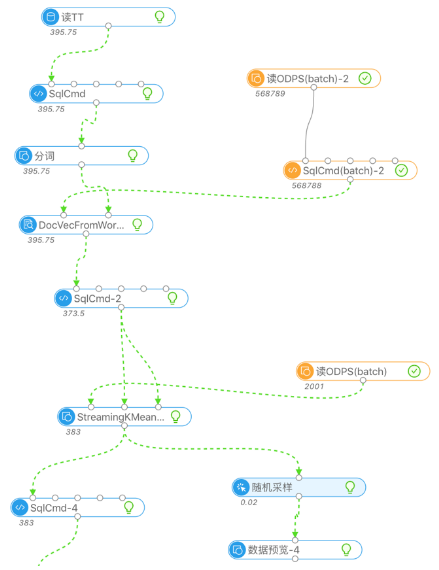 读TT
395.75
SqlCmd
395.75
读ODPS(batch)-2
568789
分词
395.75
SqlCmd(batch)-2
568788
DocVecFromWor...
395.75
SqlCmd-2
373.5
读ODPS(batch)
2001
StreamingKMean...
383
随机采样
0.02
SqlCmd-4
383
数据预览-4